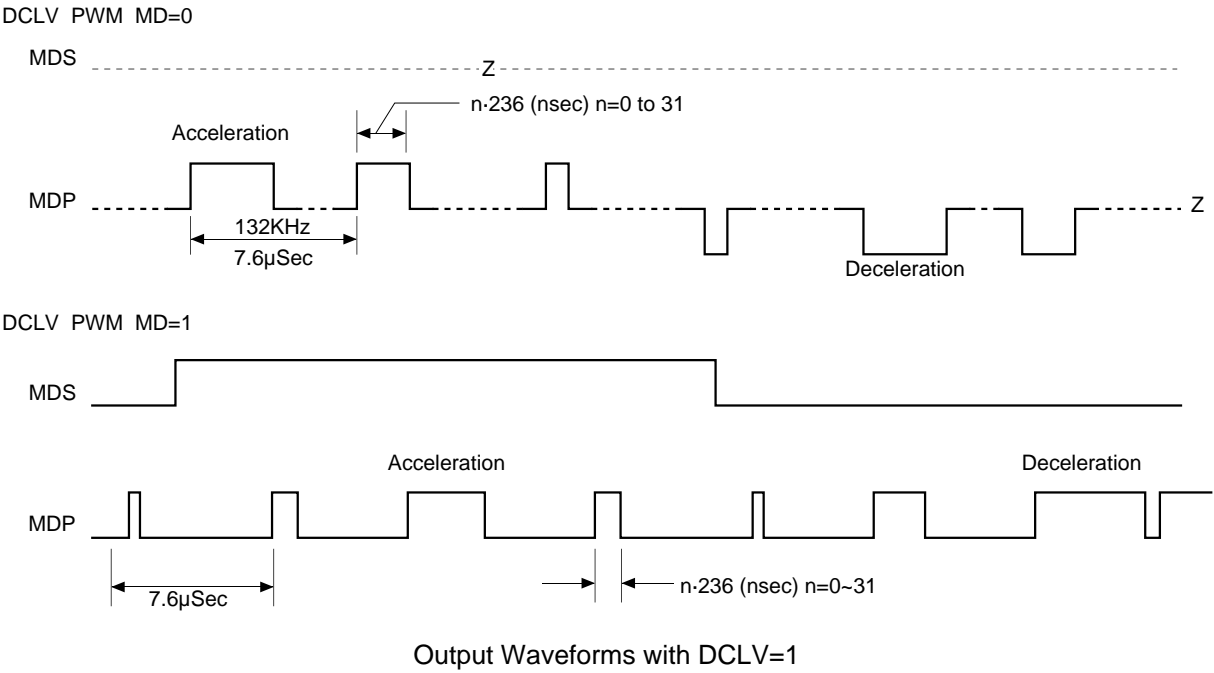 DCLV PWM MD=0
MDS
Z
n·236 (nsec) n=0 to 31
Acceleration
MDP
Z
132KHz
7.6µSec
Deceleration
DCLV PWM MD=1
MDS
Acceleration
Deceleration
MDP
n·236 (nsec) n=0~31
7.6µSec
Output Waveforms with DCLV=1